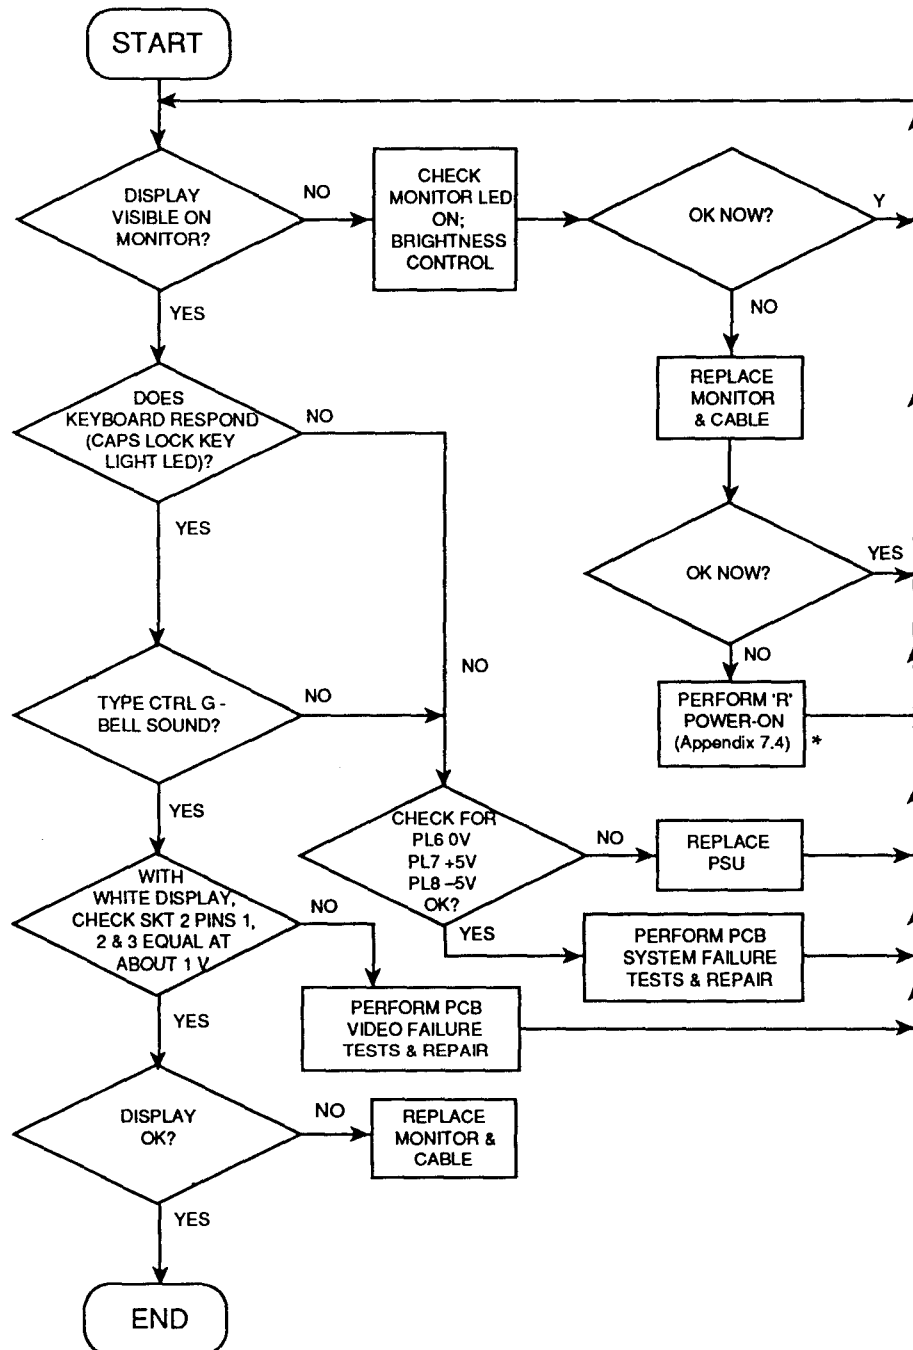 START
DISPLAY
VISIBLE ON
MONITOR?
NO
CHECK
MONITOR LED
ON;
BRIGHTNESS
CONTROL
OK NOW?
Y
YES
NO
REPLACE
MONITOR
& CABLE
DOES
KEYBOARD RESPOND
(CAPS LOCK KEY
LIGHT LED)?
NO
YES
OK NOW?
YES
NO
NO
TYPE CTRL G -
BELL SOUND?
NO
PERFORM 'R'
POWER-ON
(Appendix 7.4) *
YES
CHECK FOR
PL6 0V
PL7 +5V
PL8 –5V
OK?
NO
REPLACE
PSU
YES
WITH
WHITE DISPLAY,
CHECK SKT 2 PINS 1,
2 & 3 EQUAL AT
ABOUT 1 V
NO
PERFORM PCB
SYSTEM FAILURE
TESTS & REPAIR
YES
PERFORM PCB
VIDEO FAILURE
TESTS & REPAIR
DISPLAY
OK?
NO
REPLACE
MONITOR &
CABLE
YES
END